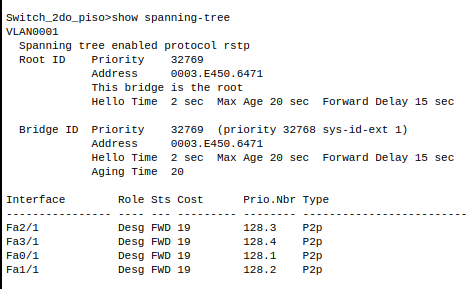 Switch_2do_piso>show spanning-tree
VLAN0001
  Spanning tree enabled protocol rstp
  Root ID    Priority    32769
             Address     0003.E450.6471
             This bridge is the root
             Hello Time  2 sec  Max Age 20 sec  Forward Delay 15 sec

  Bridge ID  Priority    32769  (priority 32768 sys-id-ext 1)
             Address     0003.E450.6471
             Hello Time  2 sec  Max Age 20 sec  Forward Delay 15 sec
             Aging Time  20

Interface        Role Sts Cost      Prio.Nbr Type
---------------- ---- --- --------- -------- --------------------------
Fa2/1            Desg FWD 19        128.3    P2p
Fa3/1            Desg FWD 19        128.4    P2p
Fa0/1            Desg FWD 19        128.1    P2p
Fa1/1            Desg FWD 19        128.2    P2p